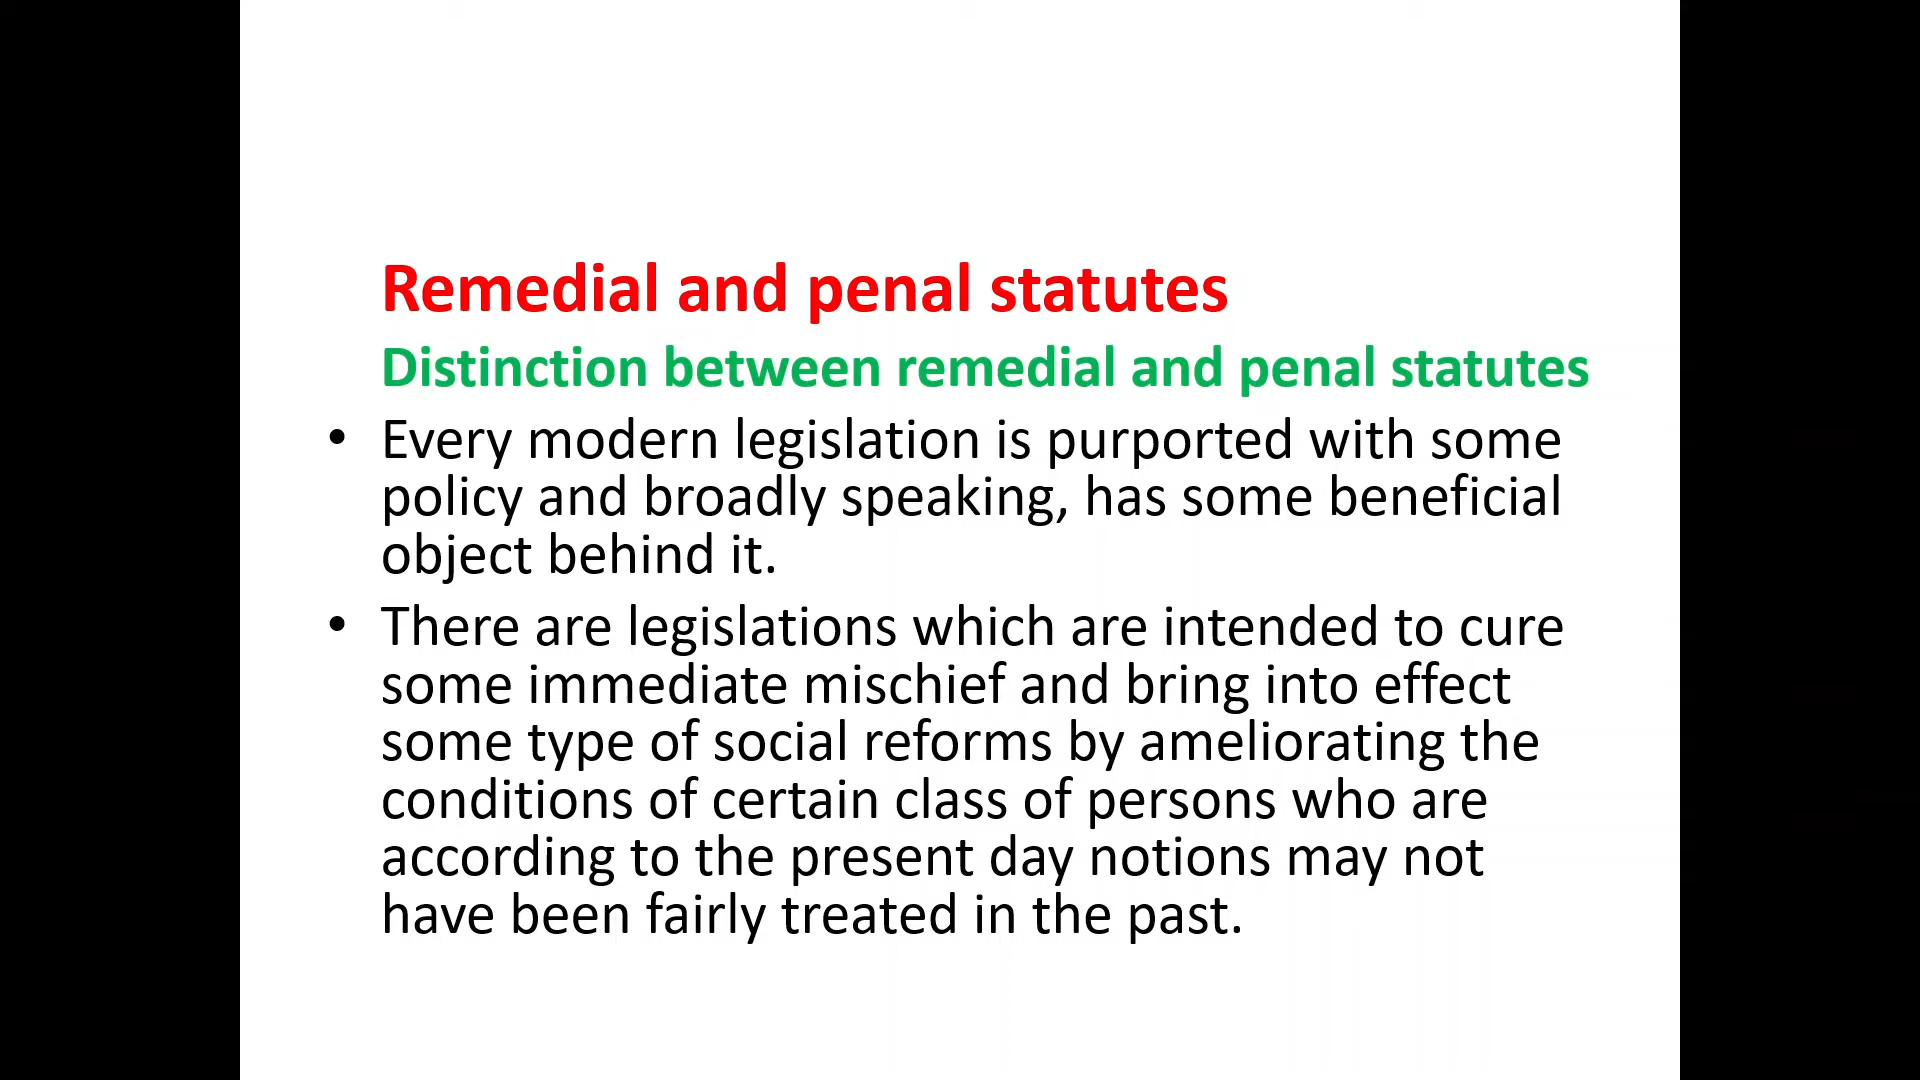 Remedial and penal statutes
Distinction between remedial and penal statutes
• Every modern legislation is purported with some
policy and broadly speaking, has some beneficial
object behind it.
• There are legislations which are intended to cure
some immediate mischief and bring into effect
some type of social reforms by ameliorating the
conditions of certain class of persons who are
according to the present day notions may not
have been fairly treated in the past.